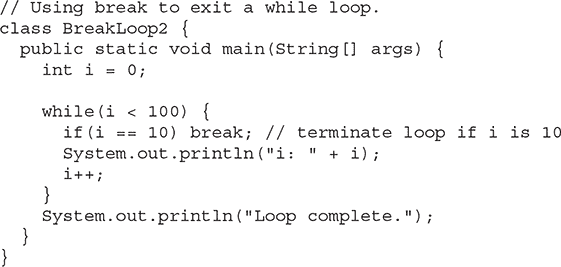 // Using break to exit a while loop.
class BreakLoop2 {
  public static void main(String[] args) {
    int i = 0;

    while(i < 100) {
      if(i == 10) break; // terminate loop if i is 10
      System.out.println("i: " + i);
      i++;
    }
    System.out.println("Loop complete.");
  }
}